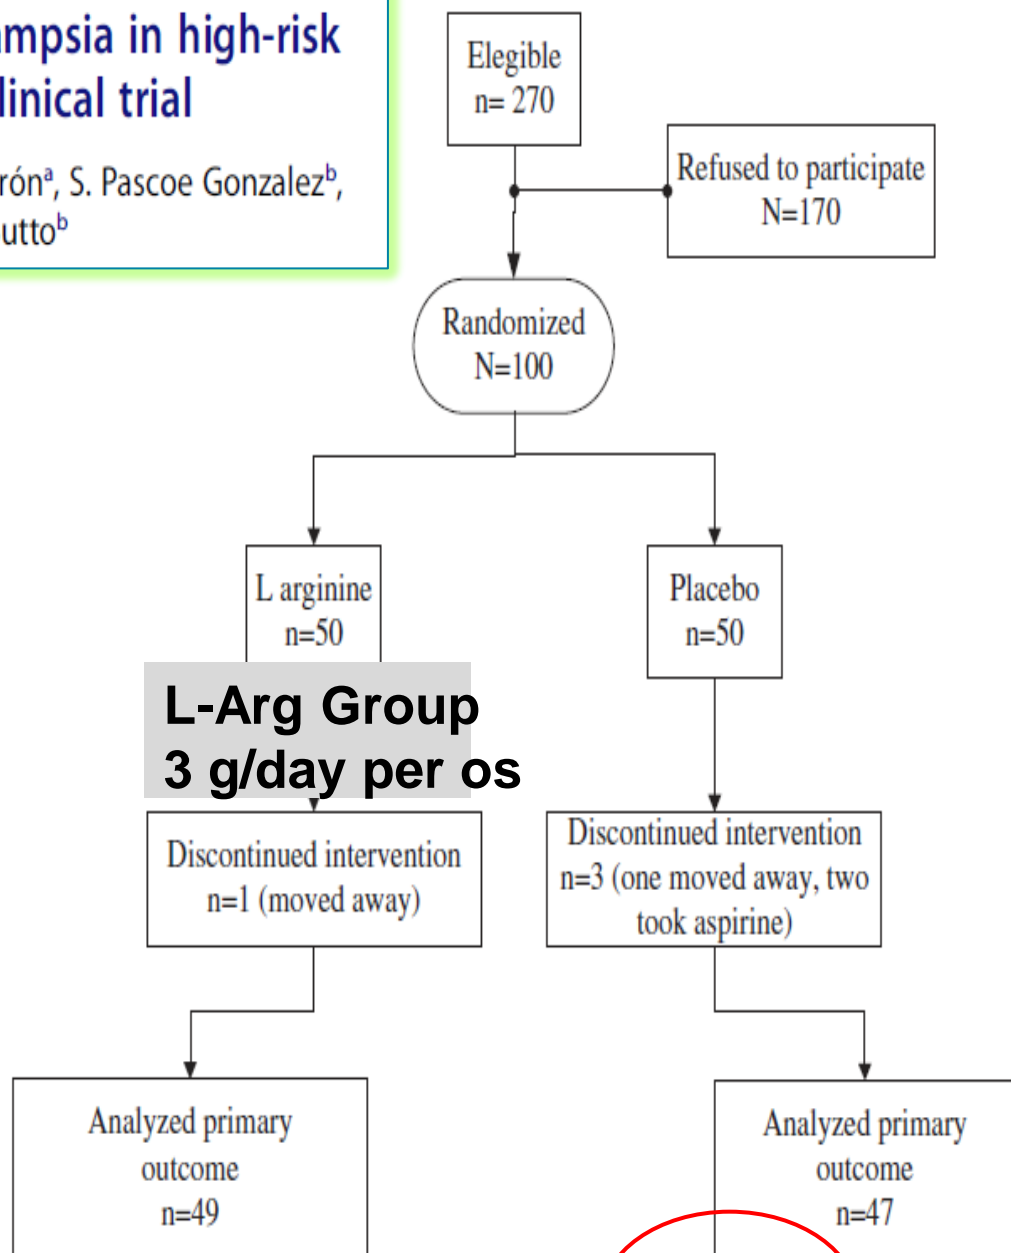 ampsia in high-risk
linical trial
rónᵃ, S. Pascoe Gonzalezᵇ,
uttoᵇ
Elegible
n= 270
Refused to participate
N=170
Randomized
N=100
L arginine
n=50
Placebo
n=50
L-Arg Group
3 g/day per os
Discontinued intervention
n=1 (moved away)
Discontinued intervention
n=3 (one moved away, two
took aspirine)
Analyzed primary
outcome
n=49
Analyzed primary
outcome
n=47